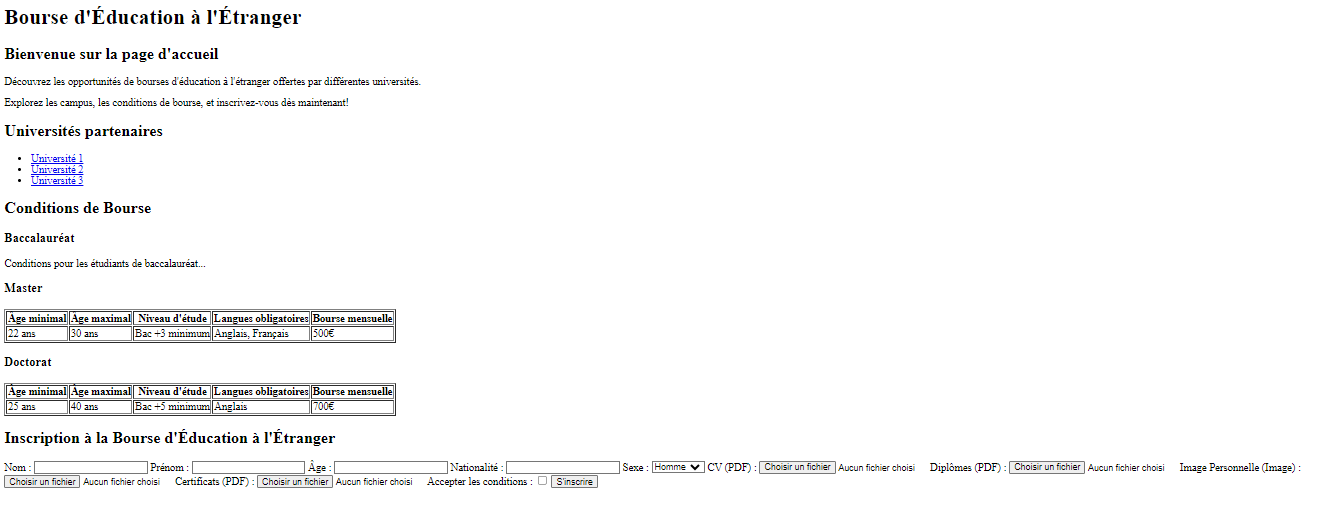 Bourse d'Éducation à l'Étranger
Bienvenue sur la page d'accueil
Découvrez les opportunités de bourses d'éducation à l'étranger offertes par différentes universités.
Explorez les campus, les conditions de bourse, et inscrivez-vous dès maintenant!
Universités partenaires
Université 1
Université 2
Université 3
Conditions de Bourse
Baccalauréat
Conditions pour les étudiants de baccalauréat...
Master
Âge minimal Âge maximal Niveau d'étude Langues obligatoires Bourse mensuelle
22 ans 30 ans Bac +3 minimum Anglais, Français 500€
Doctorat
Âge minimal Âge maximal Niveau d'étude Langues obligatoires Bourse mensuelle
25 ans 40 ans Bac +5 minimum Anglais 700€
Inscription à la Bourse d'Éducation à l'Étranger
Nom : Prénom : Âge : Nationalité : Sexe : Homme CV (PDF) : Choisir un fichier Aucun fichier choisi Diplômes (PDF) : Choisir un fichier Aucun fichier choisi Image Personnelle (Image) :
Choisir un fichier Aucun fichier choisi Certificats (PDF) : Choisir un fichier Aucun fichier choisi Accepter les conditions : S'inscrire